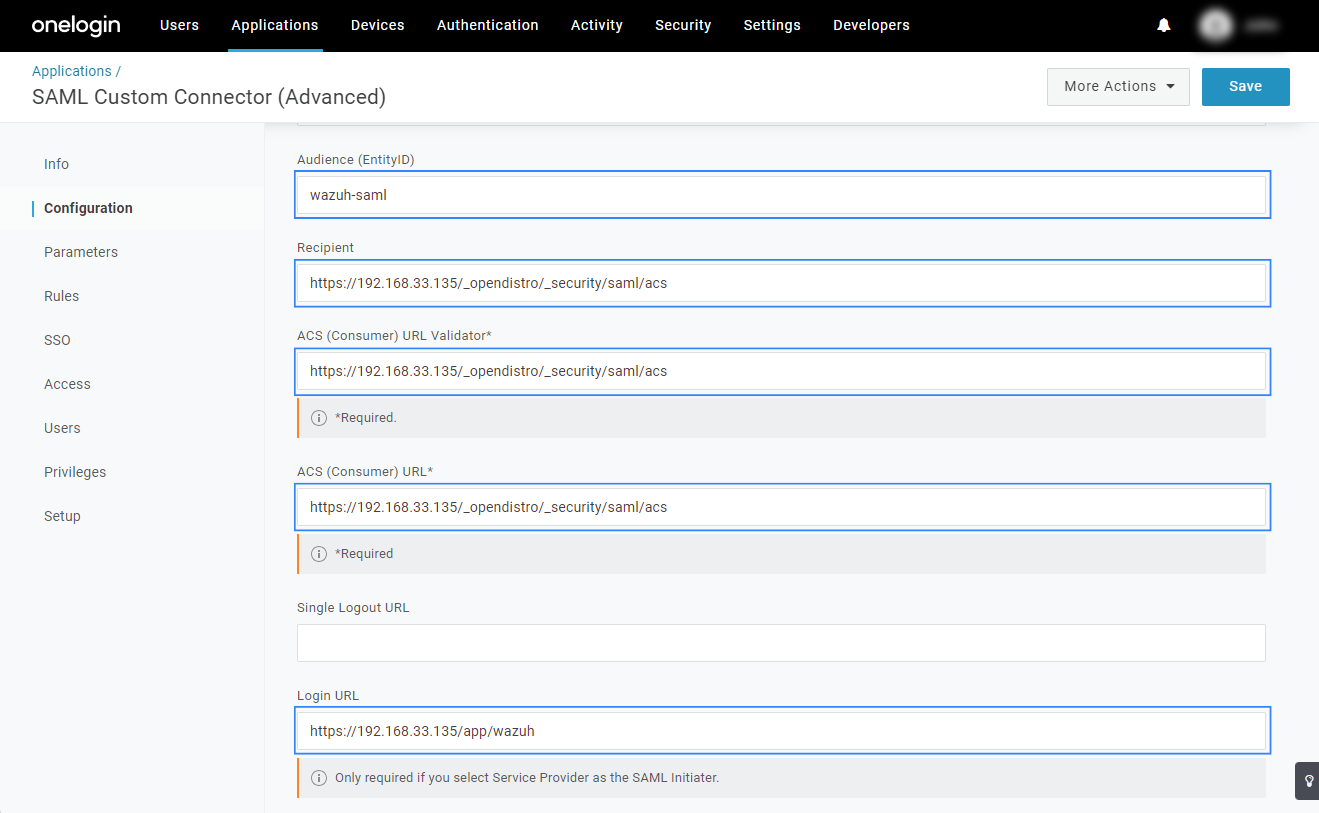 onelogin Users Applications Devices Authentication Activity Security Settings Developers
Applications /
SAML Custom Connector (Advanced)
More Actions
Save
Info
Configuration
Parameters
Rules
SSO
Access
Users
Privileges
Setup
Audience (EntityID)
wazuh-saml
Recipient
https://192.168.33.135/_opendistro/_security/saml/acs
ACS (Consumer) URL Validator*
https://192.168.33.135/_opendistro/_security/saml/acs
*Required.
ACS (Consumer) URL*
https://192.168.33.135/_opendistro/_security/saml/acs
*Required
Single Logout URL
Login URL
https://192.168.33.135/app/wazuh
Only required if you select Service Provider as the SAML Initiater.